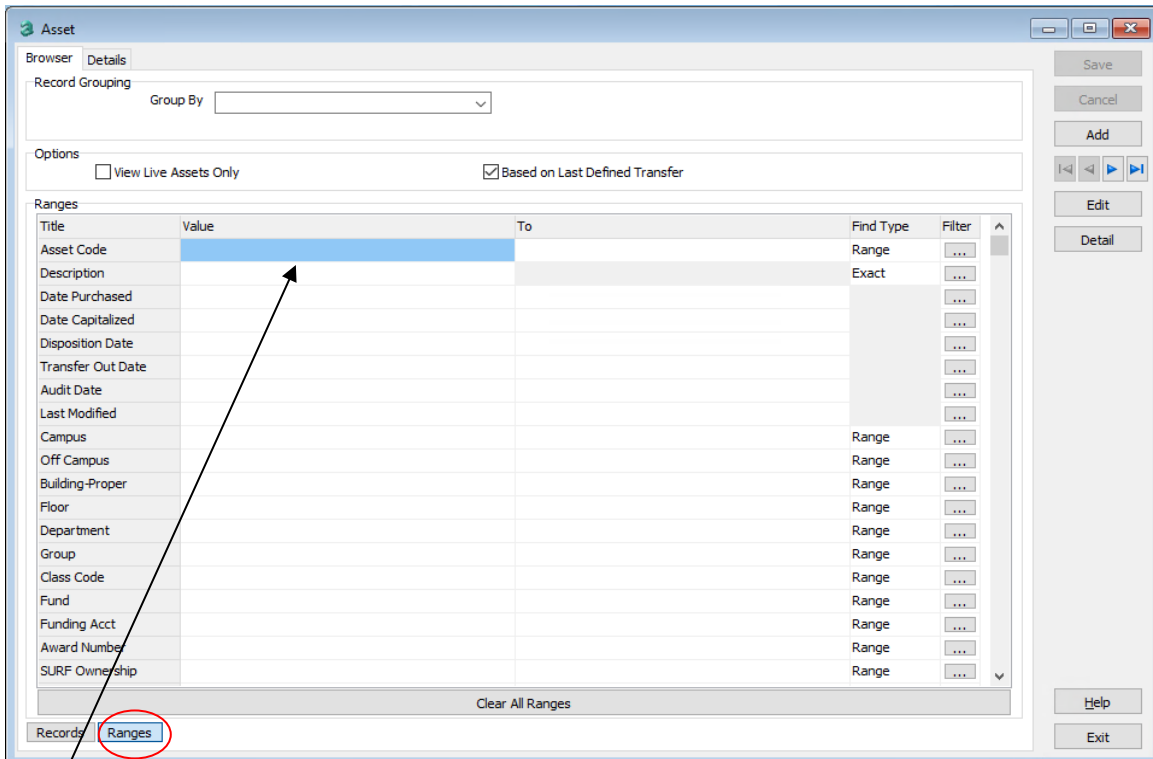 Asset
Browser Details
Record Grouping
Group By
Options
View Live Assets Only Based on Last Defined Transfer
Ranges
Title Value To Find Type Filter
Asset Code Range ...
Description Exact ...
Date Purchased ...
Date Capitalized ...
Disposition Date ...
Transfer Out Date ...
Audit Date ...
Last Modified ...
Campus Range ...
Off Campus Range ...
Building-Proper Range ...
Floor Range ...
Department Range ...
Group Range ...
Class Code Range ...
Fund Range ...
Funding Acct Range ...
Award Number Range ...
SURF Ownership Range ...
Clear All Ranges
Records Ranges
Save
Cancel
Add
Edit
Detail
Help
Exit